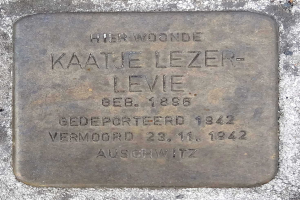 HIER WOONDE
KAATJE LEZER-
LEVIE
GEB. 1896
GEDEPORTEERD 1942
VERMOORD 23.11.1942
AUSCHWITZ